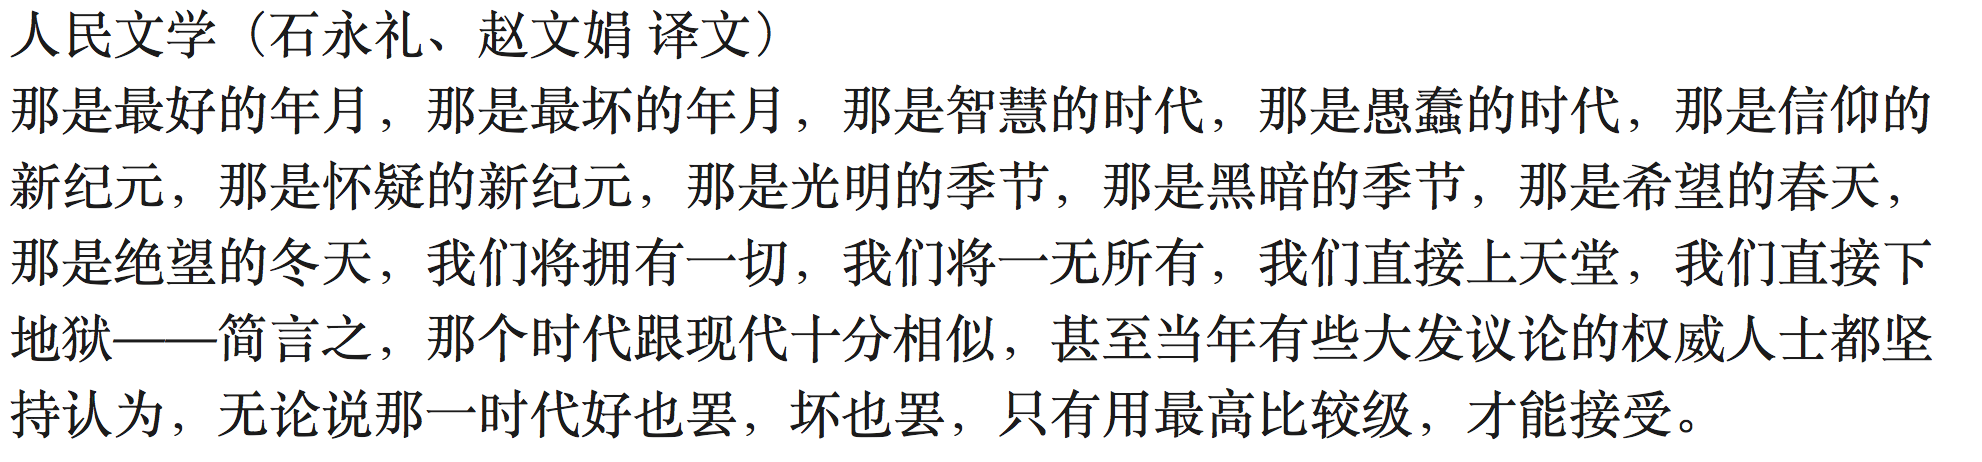 人民文学（石永礼、赵文娟 译文）
那是最好的年月，那是最坏的年月，那是智慧的时代，那是愚蠢的时代，那是信仰的
新纪元，那是怀疑的新纪元，那是光明的季节，那是黑暗的季节，那是希望的春天，
那是绝望的冬天，我们将拥有一切，我们将一无所有，我们直接上天堂，我们直接下
地狱——简言之，那个时代跟现代十分相似，甚至当年有些大发议论的权威人士都坚
持认为，无论说那一时代好也罢，坏也罢，只有用最高比较级，才能接受。